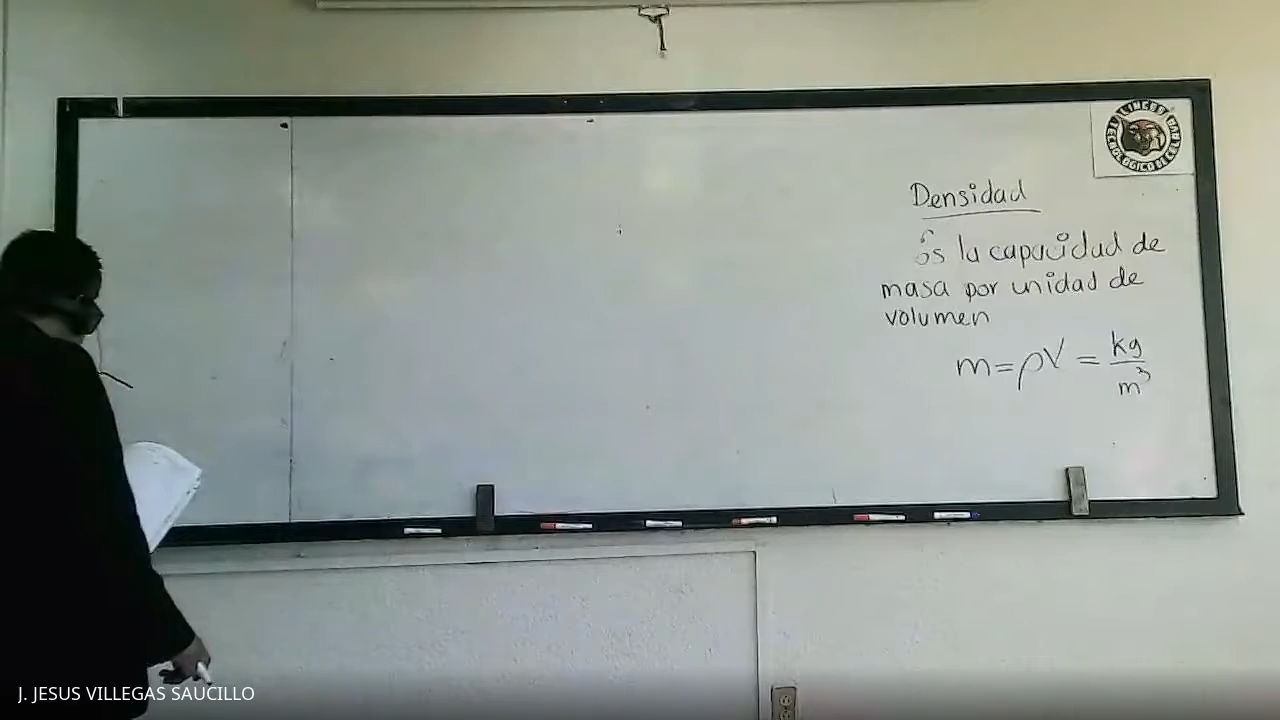 Densidad
es la capacidad de
masa por unidad de
volumen
m=ρV = kg/m³
J. JESUS VILLEGAS SAUCILLO